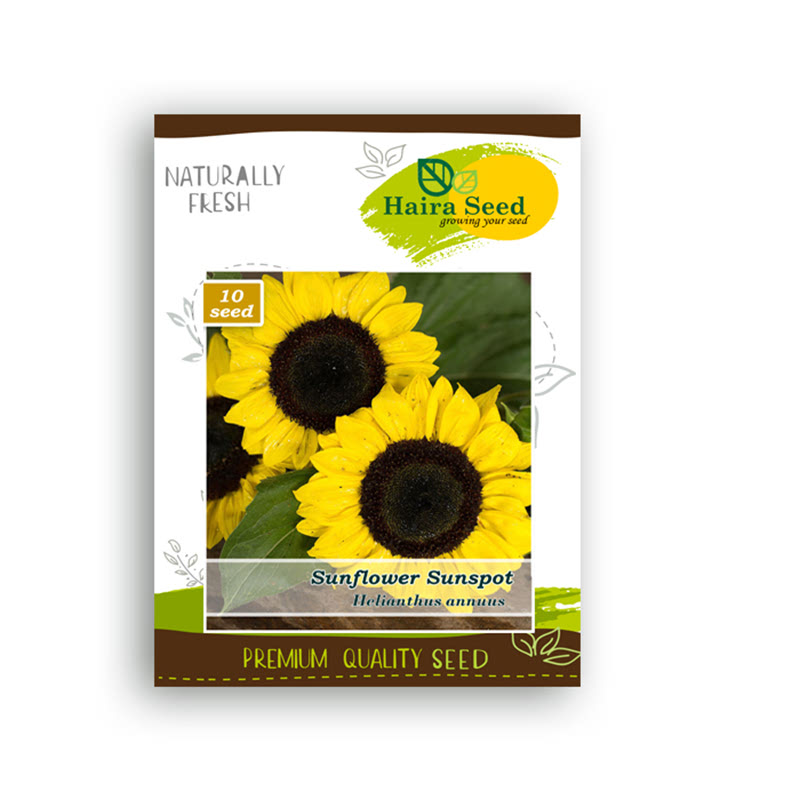 NATURALLY
FRESH
Haira Seed
growing your seed
10
seed
Sunflower Sunspot
Helianthus annuus
PREMIUM QUALITY SEED